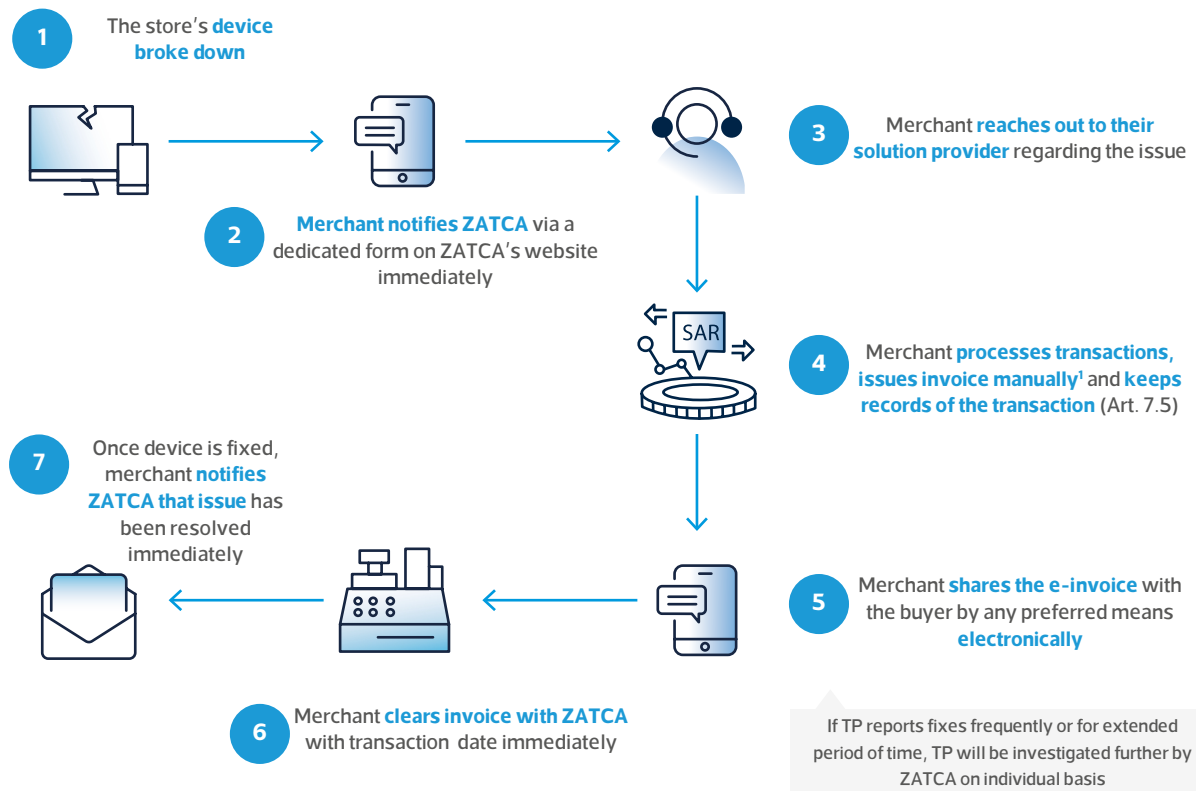 1
The store's device
broke down
2
Merchant notifies ZATCA via a
dedicated form on ZATCA's website
immediately
3
Merchant reaches out to their
solution provider regarding the issue
SAR
4
Merchant processes transactions,
issues invoice manually¹ and keeps
records of the transaction (Art. 7.5)
5
Merchant shares the e-invoice with
the buyer by any preferred means
electronically
If TP reports fixes frequently or for extended
period of time, TP will be investigated further by
ZATCA on individual basis
6
Merchant clears invoice with ZATCA
with transaction date immediately
7
Once device is fixed,
merchant notifies
ZATCA that issue has
been resolved
immediately